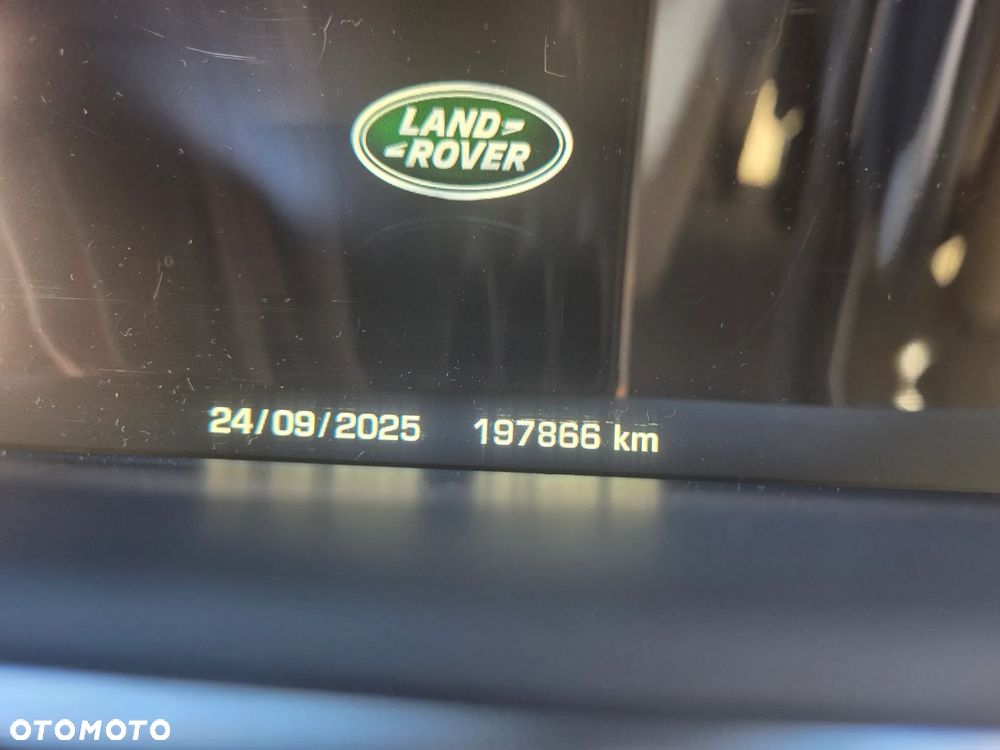 LAND
ROVER
24/09/2025 197866 km
OTOMOTO